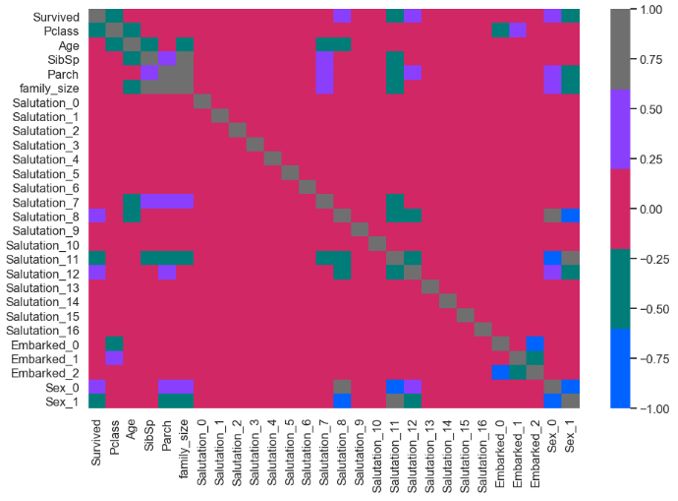 Survived
Pclass
Age
SibSp
Parch
family_size
Salutation_0
Salutation_1
Salutation_2
Salutation_3
Salutation_4
Salutation_5
Salutation_6
Salutation_7
Salutation_8
Salutation_9
Salutation_10
Salutation_11
Salutation_12
Salutation_13
Salutation_14
Salutation_15
Salutation_16
Embarked_0
Embarked_1
Embarked_2
Sex_0
Sex_1
Survived
Pclass
Age
SibSp
Parch
family_size
Salutation_0
Salutation_1
Salutation_2
Salutation_3
Salutation_4
Salutation_5
Salutation_6
Salutation_7
Salutation_8
Salutation_9
Salutation_10
Salutation_11
Salutation_12
Salutation_13
Salutation_14
Salutation_15
Salutation_16
Embarked_0
Embarked_1
Embarked_2
Sex_0
Sex_1
1.00
0.75
0.50
0.25
0.00
−0.25
−0.50
−0.75
−1.00